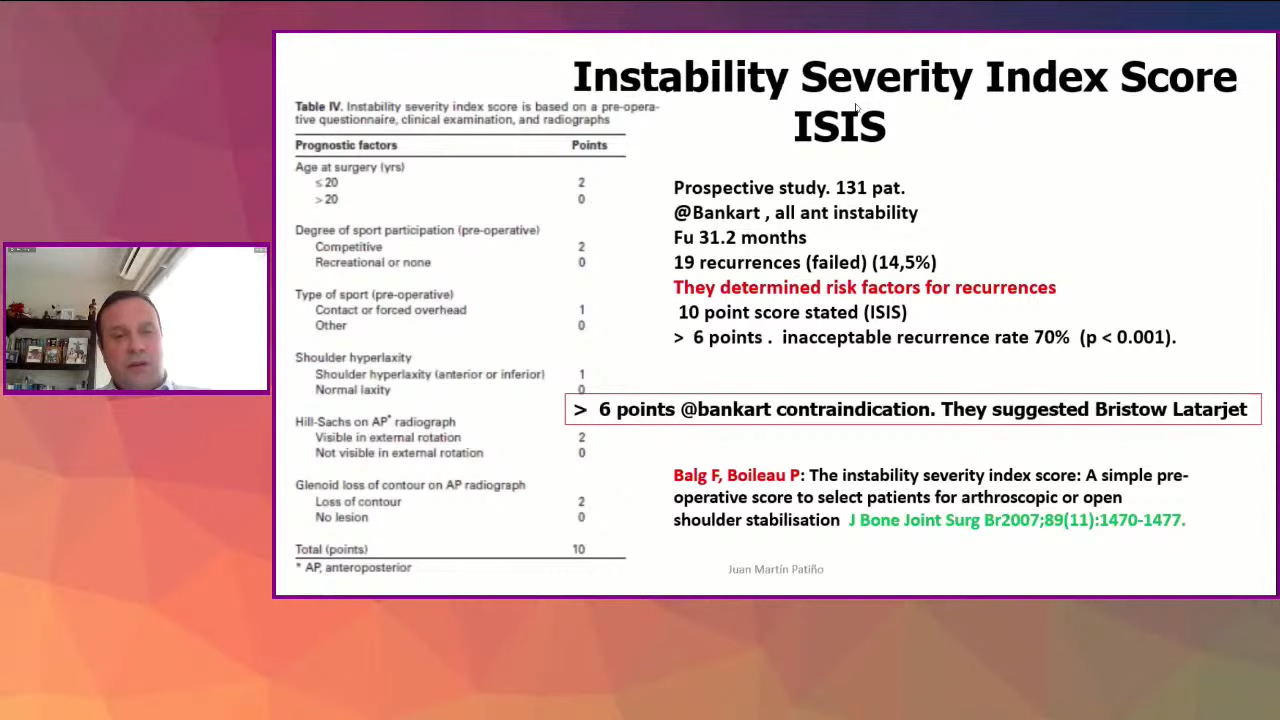 Instability Severity Index Score
ISIS
Table IV. Instability severity index score is based on a pre-opera-
tive questionnaire, clinical examination, and radiographs
Prognostic factors Points
Age at surgery (yrs)
≤ 20 2
> 20 0
Degree of sport participation (pre-operative)
Competitive 2
Recreational or none 0
Type of sport (pre-operative)
Contact or forced overhead 1
Other 0
Shoulder hyperlaxity
Shoulder hyperlaxity (anterior or inferior) 1
Normal laxity 0
Hill-Sachs on AP* radiograph
Visible in external rotation 2
Not visible in external rotation 0
Glenoid loss of contour on AP radiograph
Loss of contour 2
No lesion 0
Total (points) 10
* AP, anteroposterior
Prospective study. 131 pat.
@Bankart , all ant instability
Fu 31.2 months
19 recurrences (failed) (14,5%)
They determined risk factors for recurrences
10 point score stated (ISIS)
> 6 points . inacceptable recurrence rate 70% (p < 0.001).
> 6 points @bankart contraindication. They suggested Bristow Latarjet
Balg F, Boileau P: The instability severity index score: A simple pre-
operative score to select patients for arthroscopic or open
shoulder stabilisation J Bone Joint Surg Br2007;89(11):1470-1477.
Juan Martín Patiño